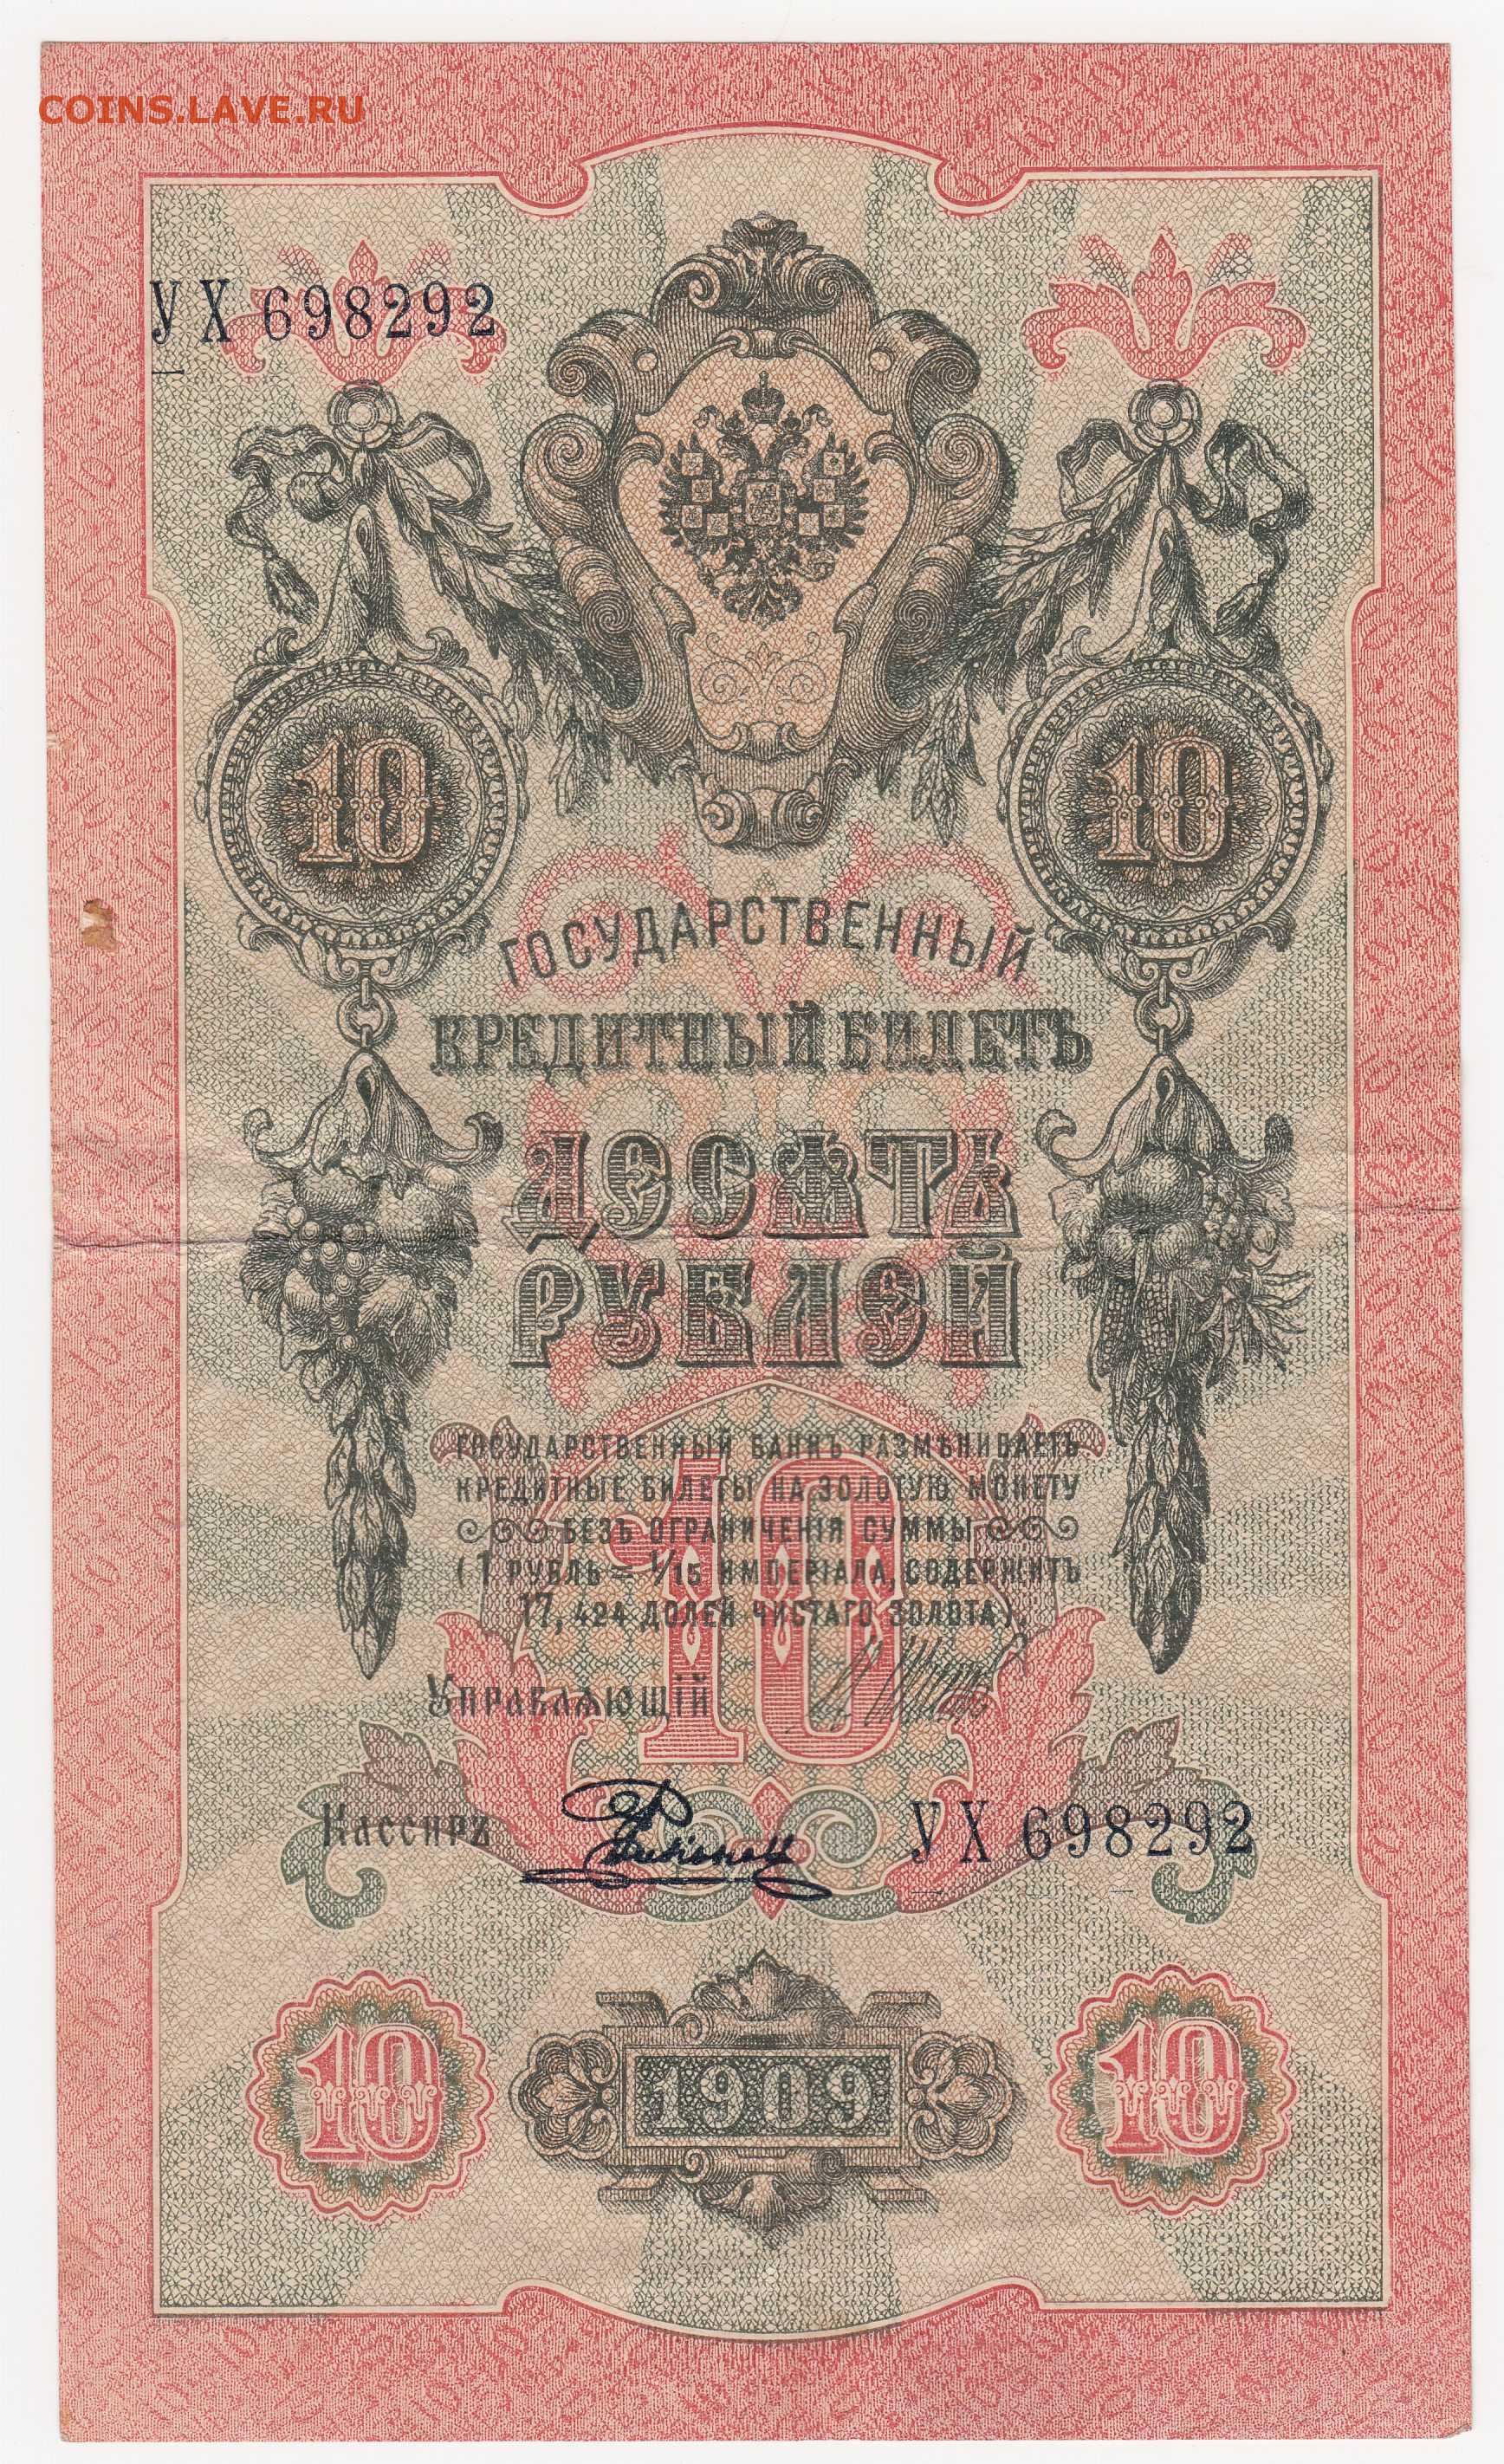 COINS.LAVE.RU
УХ 698292
10 10
ГОСУДАРСТВЕННЫЙ
КРЕДИТНЫЙ БИЛЕТЪ
ДЕСѦТЬ
РУБЛЕЙ
ГОСУДАРСТВЕННЫЙ БАНКЪ РАЗМѢНИВАЕТЪ
КРЕДИТНЫЕ БИЛЕТЫ НА ЗОЛОТУЮ МОНЕТУ
БЕЗЪ ОГРАНИЧЕНІЯ СУММЫ
(1 РУБЛЬ = 1/15 ИМПЕРІАЛА, СОДЕРЖИТЪ
17,424 ДОЛЕЙ ЧИСТАГО ЗОЛОТА).
10
УПРАВЛѦЮЩІЙ
КАССИРЪ
УХ 698292
10 1909 10